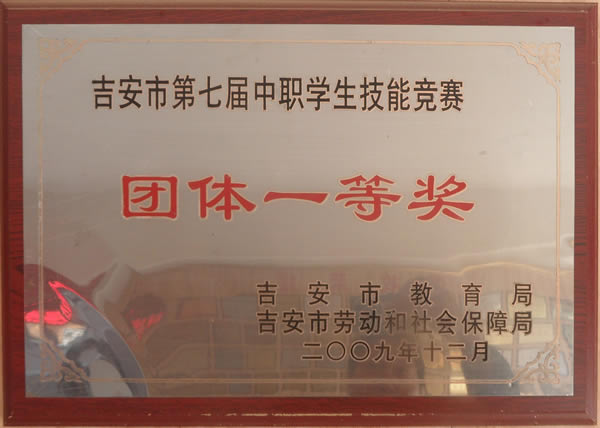 吉安市第七届中职学生技能竞赛
团体一等奖
吉安市教育局
吉安市劳动和社会保障局
二〇〇九年十二月